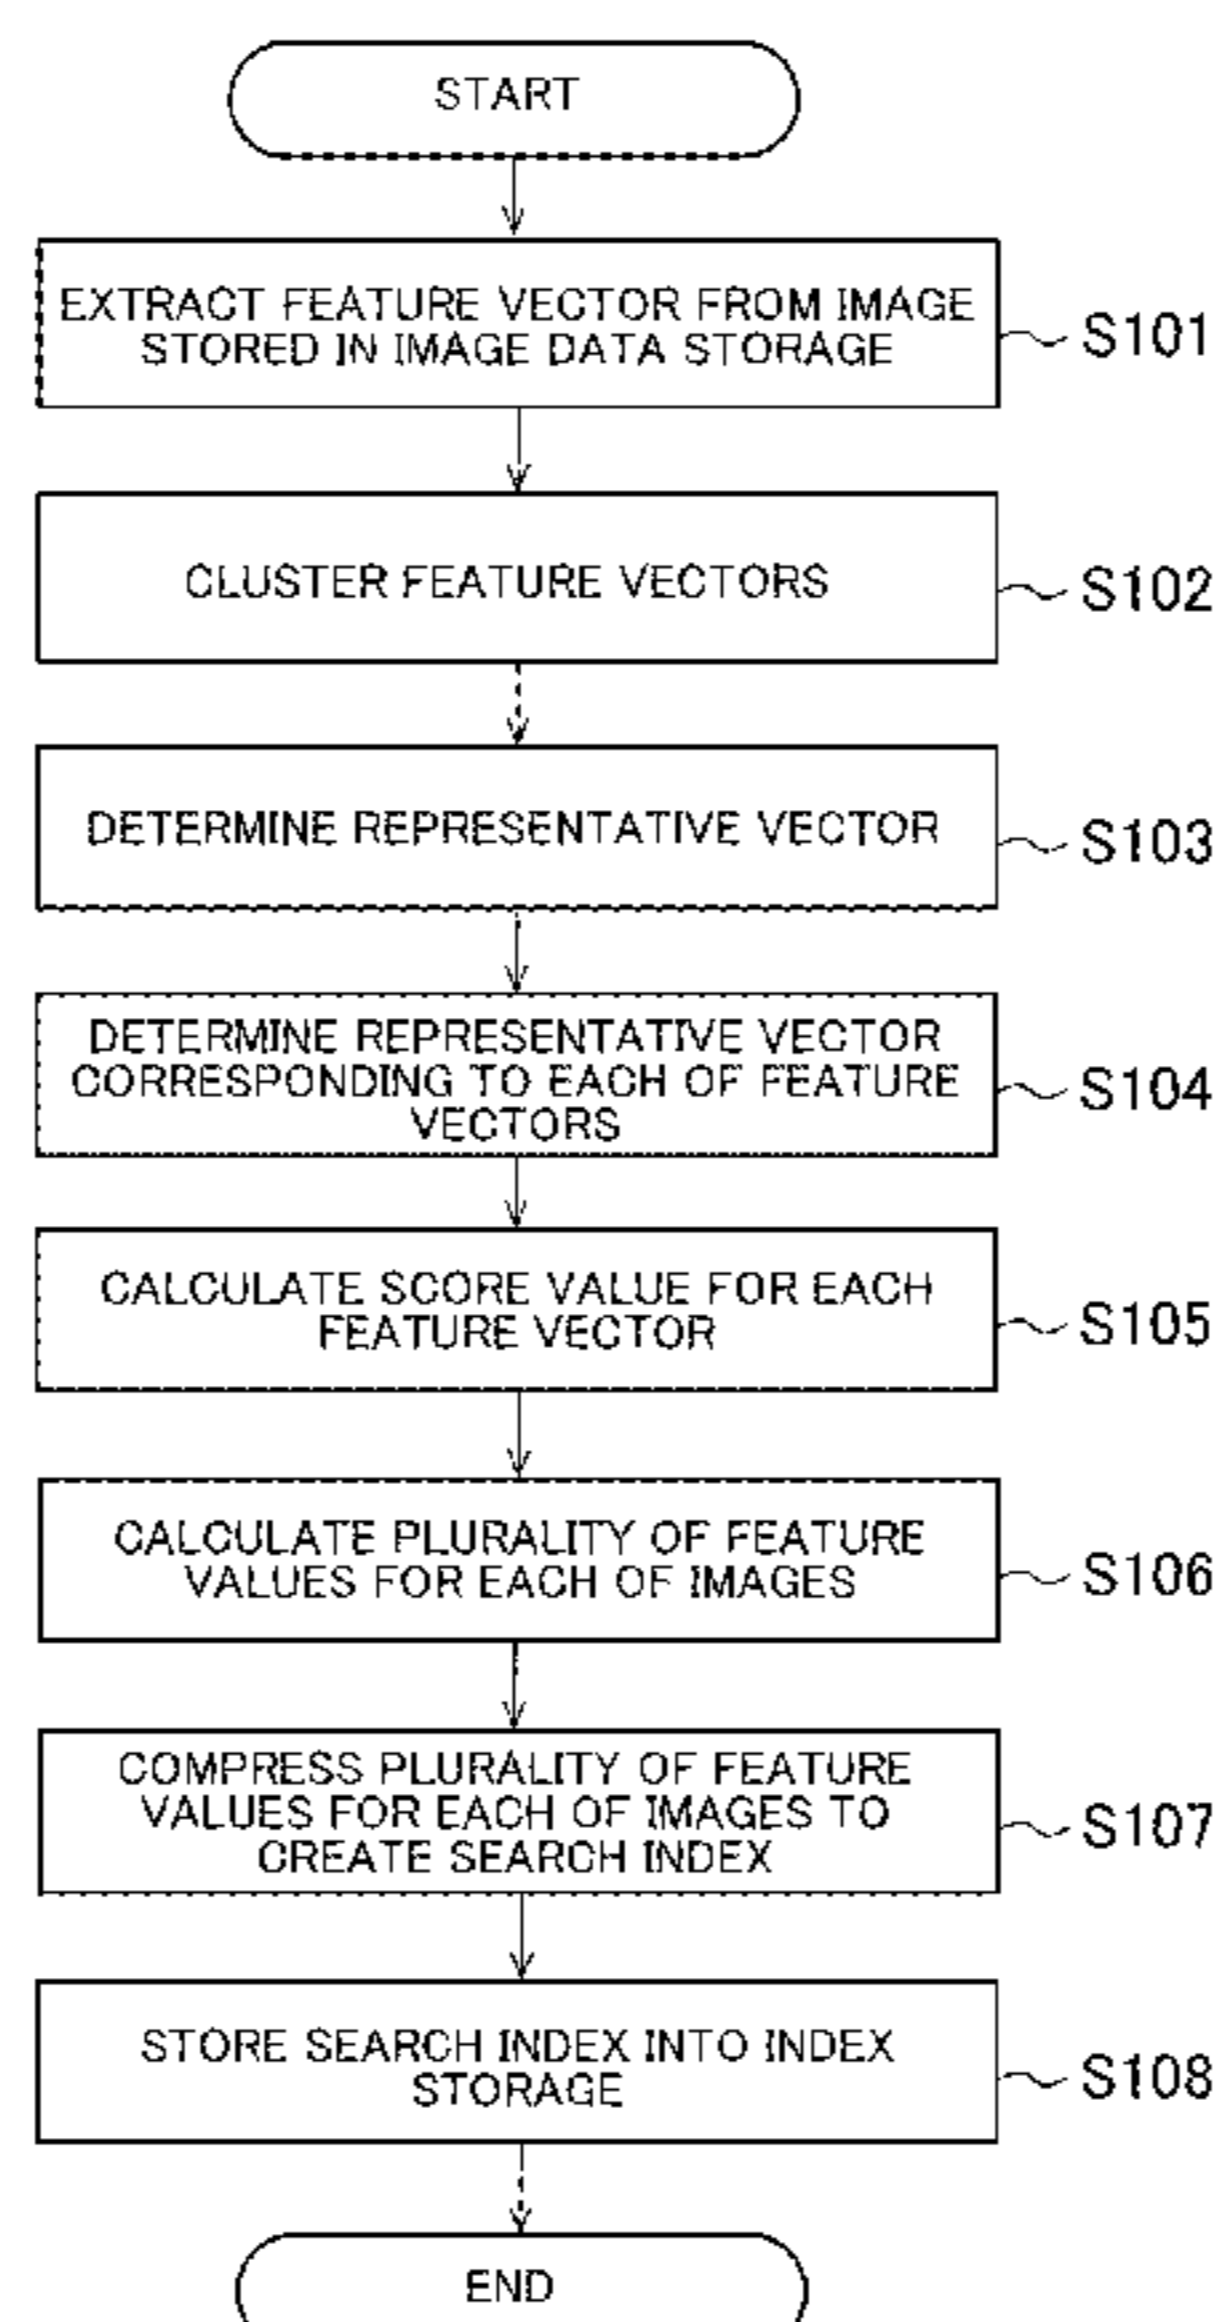 START
EXTRACT FEATURE VECTOR FROM IMAGE
STORED IN IMAGE DATA STORAGE
S101
CLUSTER FEATURE VECTORS
S102
DETERMINE REPRESENTATIVE VECTOR
S103
DETERMINE REPRESENTATIVE VECTOR
CORRESPONDING TO EACH OF FEATURE
VECTORS
S104
CALCULATE SCORE VALUE FOR EACH
FEATURE VECTOR
S105
CALCULATE PLURALITY OF FEATURE
VALUES FOR EACH OF IMAGES
S106
COMPRESS PLURALITY OF FEATURE
VALUES FOR EACH OF IMAGES TO
CREATE SEARCH INDEX
S107
STORE SEARCH INDEX INTO INDEX
STORAGE
S108
END